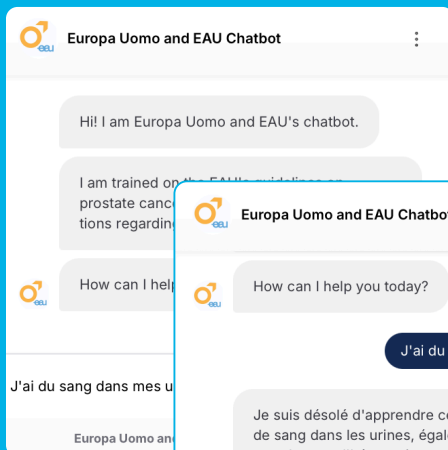 Europa Uomo and EAU Chatbot
Hi! I am Europa Uomo and EAU's chatbot.
I am trained on the EAU's guidelines on
prostate canc
tions regarding
How can I help
J'ai du sang dans mes u
Europa Uomo an
Europa Uomo and EAU Chatbot
How can I help you today?
J'ai du
Je suis désolé d'apprendre c
de sang dans les urines, égal
eau
eau
eau
eau